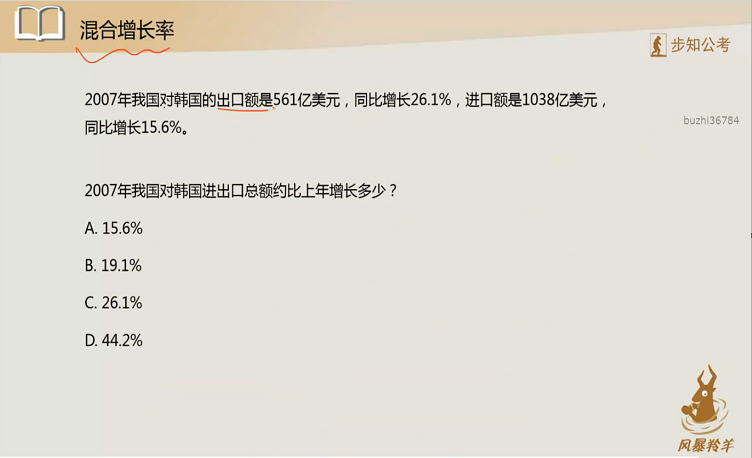 混合增长率
步知公考
2007年我国对韩国的出口额是561亿美元，同比增长26.1%，进口额是1038亿美元，
同比增长15.6%。
buzhi36784
2007年我国对韩国进出口总额约比上年增长多少？
A. 15.6%
B. 19.1%
C. 26.1%
D. 44.2%
风暴羚羊